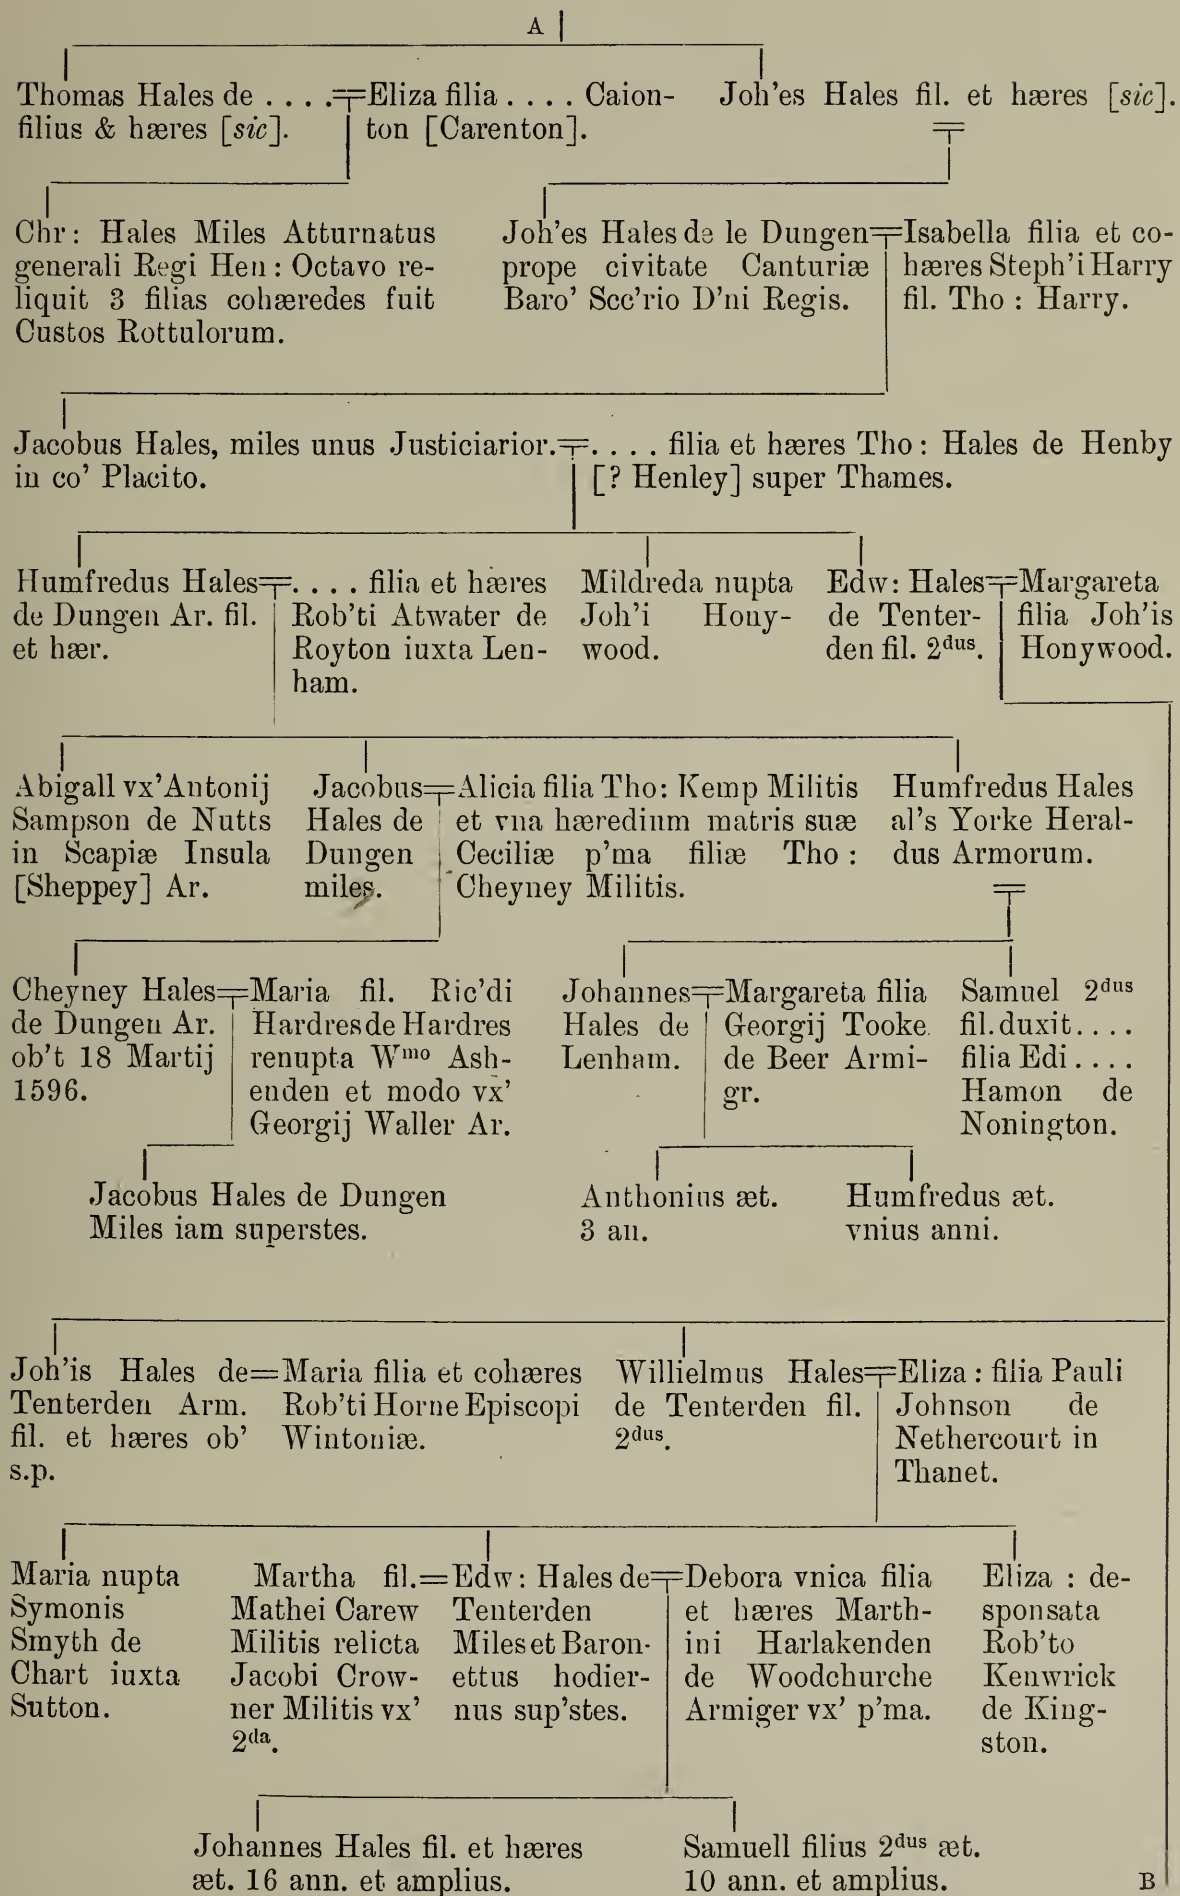 A
Thomas Hales de . . . . Eliza filia . . . . Caion- Joh'es Hales fil. et hæres [sic].
filius & hæres [sic]. ton [Carenton].
Chr: Hales Miles Atturnatus
generali Regi Hen: Octavo re-
liquit 3 filias cohæredes fuit
Custos Rottulorum.
Joh'es Hales de le Dungen
prope civitate Canturiæ
Baro' Scc'rio D'ni Regis.
Isabella filia et co-
hæres Steph'i Harry
fil. Tho: Harry.
Jacobus Hales, miles unus Justiciarior.
in co' Placito.
. . . . filia et hæres Tho: Hales de Henby
[? Henley] super Thames.
Humfredus Hales
de Dungen Ar. fil.
et hær.
. . . . filia et hæres
Rob'ti Atwater de
Royton iuxta Len-
ham.
Mildreda nupta
Joh'i Hony-
wood.
Edw: Hales
de Tenter-
den fil. 2dus.
Margareta
filia Joh'is
Honywood.
Abigall vx' Antonij
Sampson de Nutts
in Scapiæ Insula
[Sheppey] Ar.
Jacobus
Hales de
Dungen
miles.
Alicia filia Tho: Kemp Militis
et vna hæredium matris suæ
Ceciliæ p'ma filiæ Tho:
Cheyney Militis.
Humfredus Hales
al's Yorke Heral-
dus Armorum.
Cheyney Hales
de Dungen Ar.
ob't 18 Martij
1596.
Maria fil. Ric'di
Hardres de Hardres
renupta Wmo Ash-
enden et modo vx'
Georgij Waller Ar.
Johannes
Hales de
Lenham.
Margareta filia
Georgij Tooke
de Beer Armi-
gr.
Samuel 2dus
fil. duxit . . . .
filia Edi . . . .
Hamon de
Nonington.
Jacobus Hales de Dungen
Miles iam superstes.
Anthonius æt.
3 an.
Humfredus æt.
vnius anni.
Joh'is Hales de
Tenterden Arm.
fil. et hæres ob'
s.p.
Maria filia et cohæres
Rob'ti Horne Episcopi
Wintoniæ.
Willielmus Hales
de Tenterden fil.
2dus.
Eliza: filia Pauli
Johnson de
Nethercourt in
Thanet.
Maria nupta
Symonis
Smyth de
Chart iuxta
Sutton.
Martha fil.
Mathei Carew
Militis relicta
Jacobi Crow-
ner Militis vx'
2da.
Edw: Hales de
Tenterden
Miles et Baron-
ettus hodier-
nus sup'stes.
Debora vnica filia
et hæres Marth-
ini Harlakenden
de Woodchurche
Armiger vx' p'ma.
Eliza: de-
sponsata
Rob'to
Kenwrick
de King-
ston.
Johannes Hales fil. et hæres
æt. 16 ann. et amplius.
Samuell filius 2dus æt.
10 ann. et amplius.
B